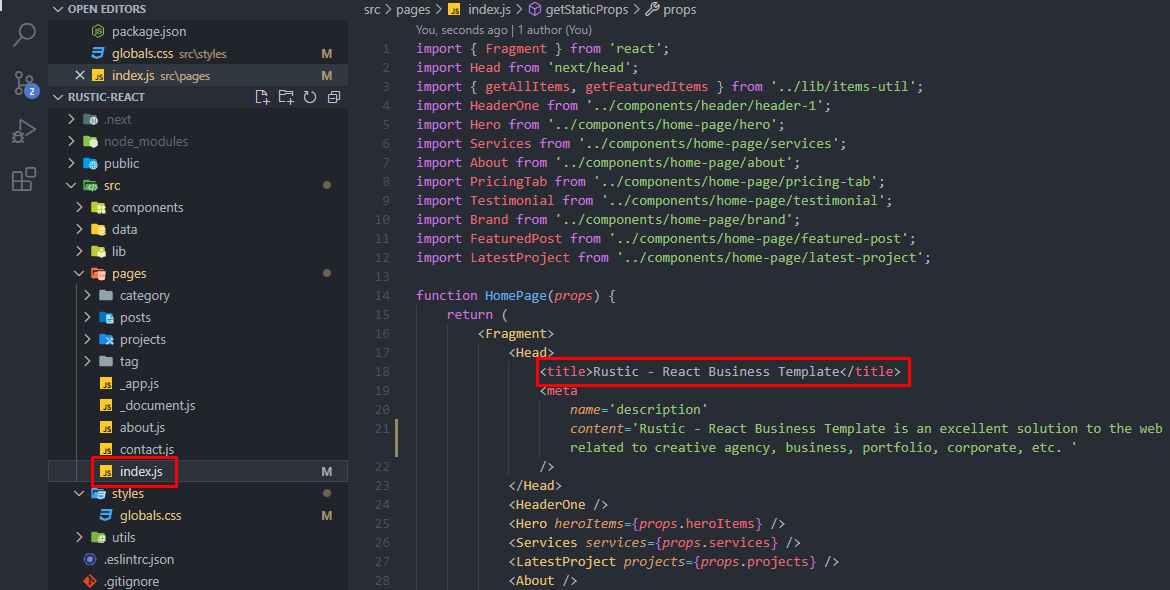 OPEN EDITORS
package.json
globals.css src\styles M
index.js src\pages M
2
RUSTIC-REACT
.next
node_modules
public
src
components
data
lib
pages
category
posts
projects
tag
_app.js
_document.js
about.js
contact.js
index.js M
styles
globals.css M
utils
.eslintrc.json
.gitignore
src > pages > JS index.js > getStaticProps > props
You, seconds ago | 1 author (You)
1 import { Fragment } from 'react';
2 import Head from 'next/head';
3 import { getAllItems, getFeaturedItems } from '../lib/items-util';
4 import HeaderOne from '../components/header/header-1';
5 import Hero from '../components/home-page/hero';
6 import Services from '../components/home-page/services';
7 import About from '../components/home-page/about';
8 import PricingTab from '../components/home-page/pricing-tab';
9 import Testimonial from '../components/home-page/testimonial';
10 import Brand from '../components/home-page/brand';
11 import FeaturedPost from '../components/home-page/featured-post';
12 import LatestProject from '../components/home-page/latest-project';
13
14 function HomePage(props) {
15 return (
16 <Fragment>
17 <Head>
18 <title>Rustic - React Business Template</title>
19 <meta
20 name='description'
21 content='Rustic - React Business Template is an excellent solution to the web
related to creative agency, business, portfolio, corporate, etc. '
22 />
23 </Head>
24 <HeaderOne />
25 <Hero heroItems={props.heroItems} />
26 <Services services={props.services} />
27 <LatestProject projects={props.projects} />
28 <About />